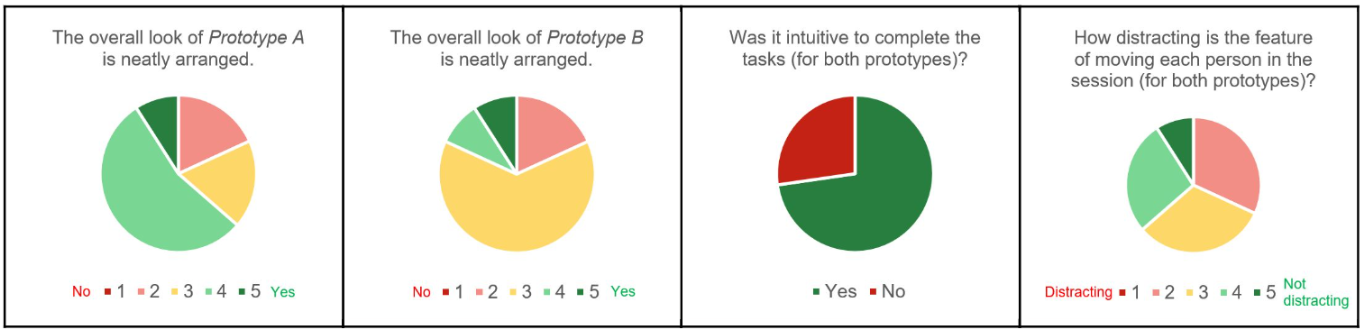 The overall look of Prototype A
is neatly arranged.
No 1 2 3 4 5 Yes
The overall look of Prototype B
is neatly arranged.
No 1 2 3 4 5 Yes
Was it intuitive to complete the
tasks (for both prototypes)?
Yes No
How distracting is the feature
of moving each person in the
session (for both prototypes)?
Distracting 1 2 3 4 5 Not
distracting